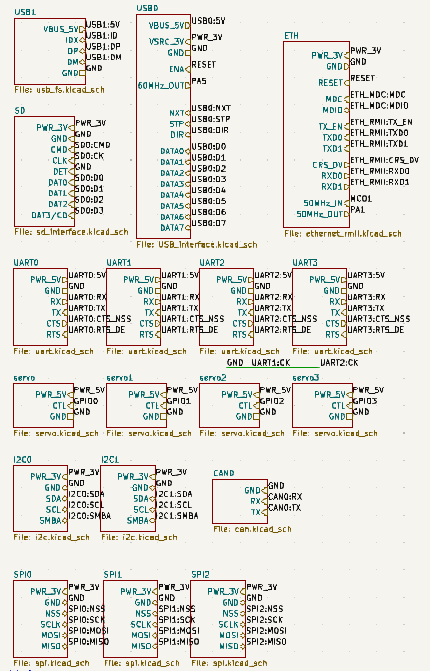 USB1
VBUS_5V USB1:5V
IDX USB1:ID
DP USB1:DP
DM USB1:DM
GND GND
File: usb_fs.kicad_sch
SD
PWR_3V PWR_3V
GND GND
CMD SD0:CMD
CLK SD0:CK
DET GND
DAT0 SD0:D0
DAT1 SD0:D1
DAT2 SD0:D2
DAT3/CD SD0:D3
File: sd_interface.kicad_sch
USB0
VBUS_5V USB0:5V
VSRC_3V PWR_3V
GND GND
ENA RESET
60MHz_OUT PA5
NXT USB0:NXT
STP USB0:STP
DIR USB0:DIR
DATA0 USB0:D0
DATA1 USB0:D1
DATA2 USB0:D2
DATA3 USB0:D3
DATA4 USB0:D4
DATA5 USB0:D5
DATA6 USB0:D6
DATA7 USB0:D7
File: USB_interface.kicad_sch
ETH
PWR_3V PWR_3V
GND GND
RESET RESET
MDC ETH_MDC:MDC
MDIO ETH_MDC:MDIO
TX_EN ETH_RMII:TX_EN
TXD0 ETH_RMII:TXD0
TXD1 ETH_RMII:TXD1
CRS_DV ETH_RMII:CRS_DV
RXD0 ETH_RMII:RXD0
RXD1 ETH_RMII:RXD1
50MHz_IN MCO1
50MHz_OUT PA1
File: ethernet_rmii.kicad_sch
UART0
PWR_5V UART0:5V
GND GND
RX UART0:RX
TX UART0:TX
CTS UART0:CTS_NSS
RTS UART0:RTS_DE
File: uart.kicad_sch
UART1
PWR_5V UART1:5V
GND GND
RX UART1:RX
TX UART1:TX
CTS UART1:CTS_NSS
RTS UART1:RTS_DE
File: uart.kicad_sch
UART2
PWR_5V UART2:5V
GND GND
RX UART2:RX
TX UART2:TX
CTS UART2:CTS_NSS
RTS UART2:RTS_DE
File: uart.kicad_sch
UART3
PWR_5V UART3:5V
GND GND
RX UART3:RX
TX UART3:TX
CTS UART3:CTS_NSS
RTS UART3:RTS_DE
File: uart.kicad_sch
GND UART1:CK UART2:CK
servo
PWR_5V PWR_5V
CTL GPIO0
GND GND
File: servo.kicad_sch
servo1
PWR_5V PWR_5V
CTL GPIO1
GND GND
File: servo.kicad_sch
servo2
PWR_5V PWR_5V
CTL GPIO2
GND GND
File: servo.kicad_sch
servo3
PWR_5V PWR_5V
CTL GPIO3
GND GND
File: servo.kicad_sch
I2C0
PWR_3V PWR_3V
GND GND
SDA I2C0:SDA
SCL I2C0:SCL
SMBA I2C0:SMBA
File: i2c.kicad_sch
I2C1
PWR_3V PWR_3V
GND GND
SDA I2C1:SDA
SCL I2C1:SCL
SMBA I2C1:SMBA
File: i2c.kicad_sch
CAN0
GND GND
RX CAN0:RX
TX CAN0:TX
File: can.kicad_sch
SPI0
PWR_3V PWR_3V
GND GND
NSS SPI0:NSS
SCLK SPI0:SCK
MOSI SPI0:MOSI
MISO SPI0:MISO
File: spi.kicad_sch
SPI1
PWR_3V PWR_3V
GND GND
NSS SPI1:NSS
SCLK SPI1:SCK
MOSI SPI1:MOSI
MISO SPI1:MISO
File: spi.kicad_sch
SPI2
PWR_3V PWR_3V
GND GND
NSS SPI2:NSS
SCLK SPI2:SCK
MOSI SPI2:MOSI
MISO SPI2:MISO
File: spi.kicad_sch